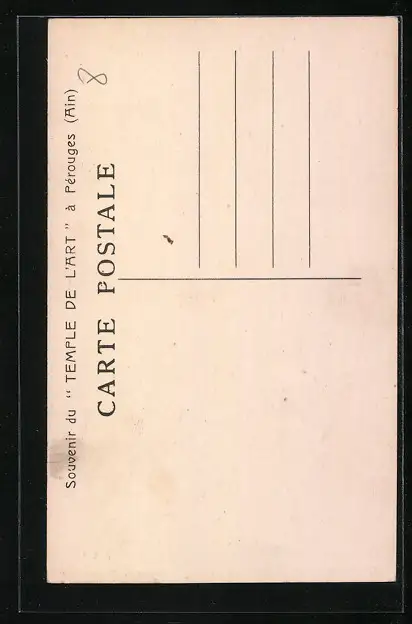 Souvenir du “ TEMPLE DE L'ART ” à Pérouges (Ain)
8
CARTE POSTALE